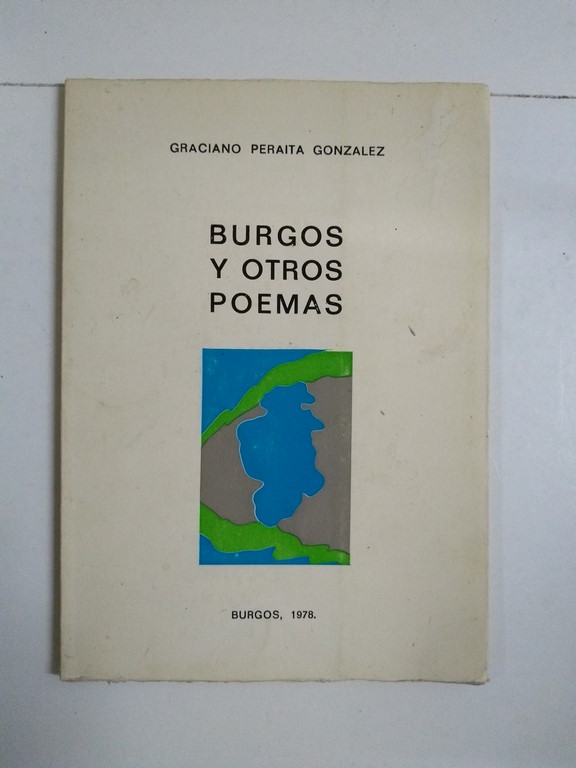 GRACIANO PERAITA GONZALEZ
BURGOS
Y OTROS
POEMAS
BURGOS, 1978.